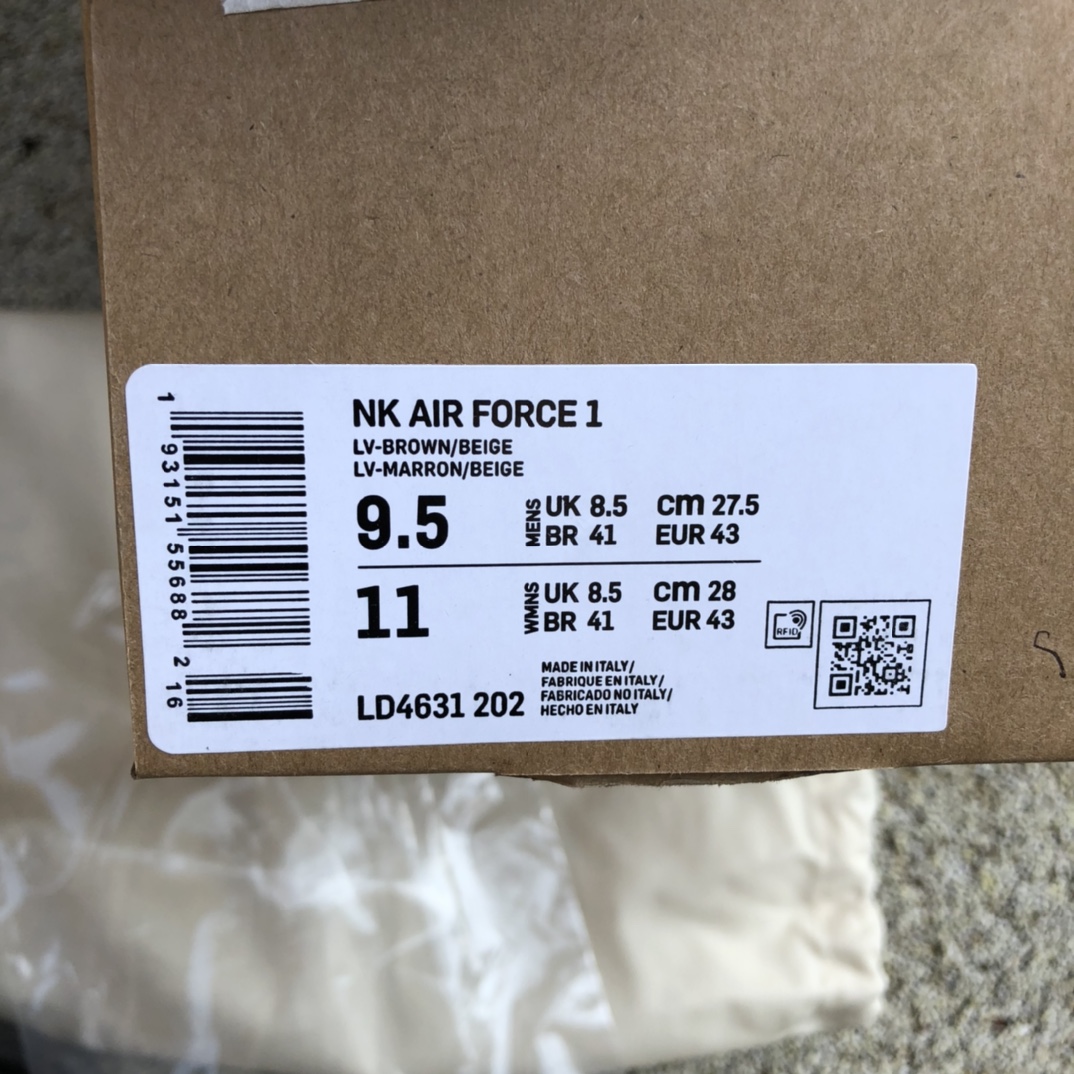 1 93151 55688 2 16
NK AIR FORCE 1
LV-BROWN/BEIGE
LV-MARRON/BEIGE
9.5 MENS UK 8.5 cm 27.5
BR 41 EUR 43
11 WMNS UK 8.5 cm 28
BR 41 EUR 43
RFID
LD4631 202
MADE IN ITALY/
FABRIQUE EN ITALY/
FABRICADO NO ITALY/
HECHO EN ITALY